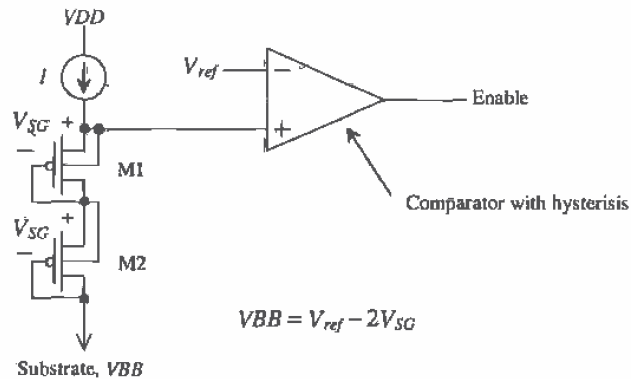 VDD
I
V_ref
−
Enable
V_SG + 
−
+
M1
Comparator with hysterisis
V_SG +
−
M2
VBB = V_ref − 2V_SG
Substrate, VBB